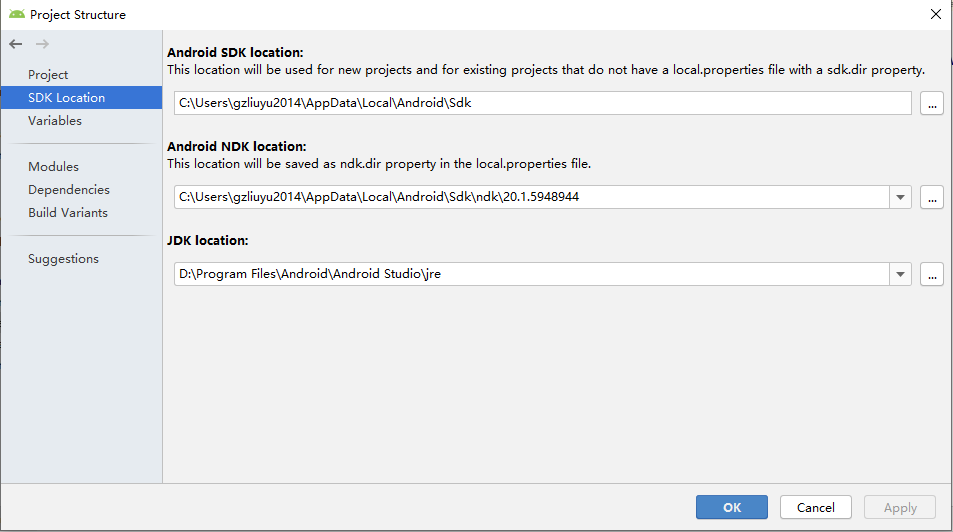 Project Structure
Project
SDK Location
Variables
Modules
Dependencies
Build Variants
Suggestions
Android SDK location:
This location will be used for new projects and for existing projects that do not have a local.properties file with a sdk.dir property.
C:\Users\gzliuyu2014\AppData\Local\Android\Sdk
...
Android NDK location:
This location will be saved as ndk.dir property in the local.properties file.
C:\Users\gzliuyu2014\AppData\Local\Android\Sdk\ndk\20.1.5948944
...
JDK location:
D:\Program Files\Android\Android Studio\jre
...
OK
Cancel
Apply